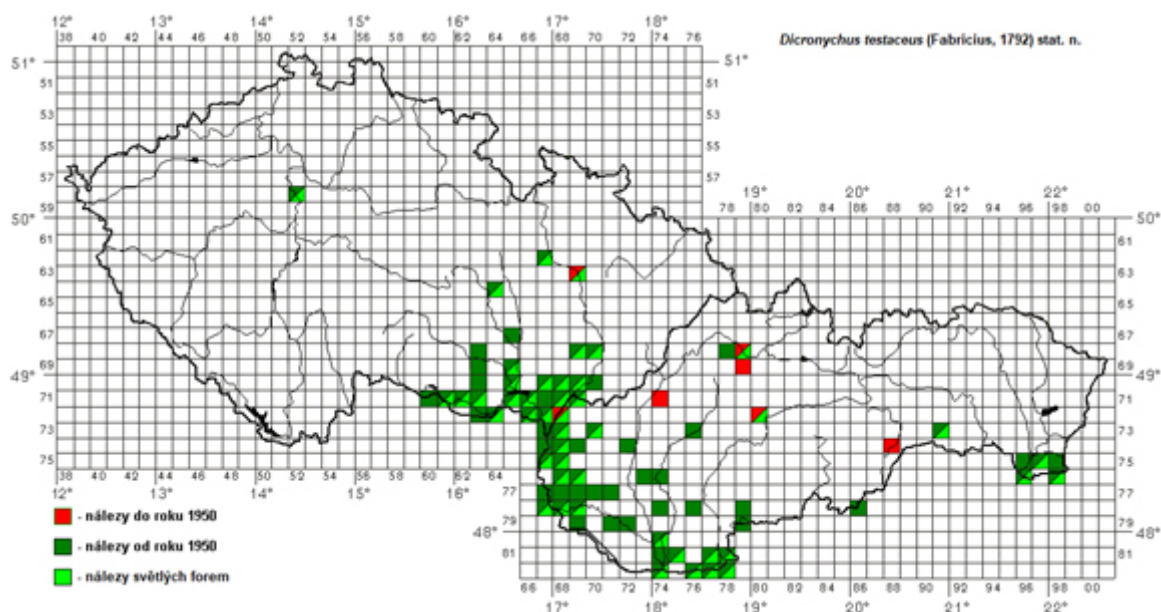 12° 13° 14° 15° 16° 17° 18°
38 40 42 44 46 48 50 52 54 56 58 60 62 64 66 68 70 72 74 76
Dicronychus testaceus (Fabricius, 1792) stat. n.
51° 51°
51 51
53 53
55 55
57 57
19° 20° 21° 22°
78 80 82 84 86 88 90 92 94 96 98 00
59
50° 50°
61 61
63 63
65 65
67 67
69 69
49° 49°
71 71
73 73
75 75
38 40 42 44 46 48 50 52 54 56 58 60 62 64
12° 13° 14° 15° 16°
77 77
79 79
48° 48°
81 81
- nálezy do roku 1950
- nálezy od roku 1950
- nálezy světlých forem
66 68 70 72 74 76 78 80 82 84 86 88 90 92 94 96 98 00
17° 18° 19° 20° 21° 22°